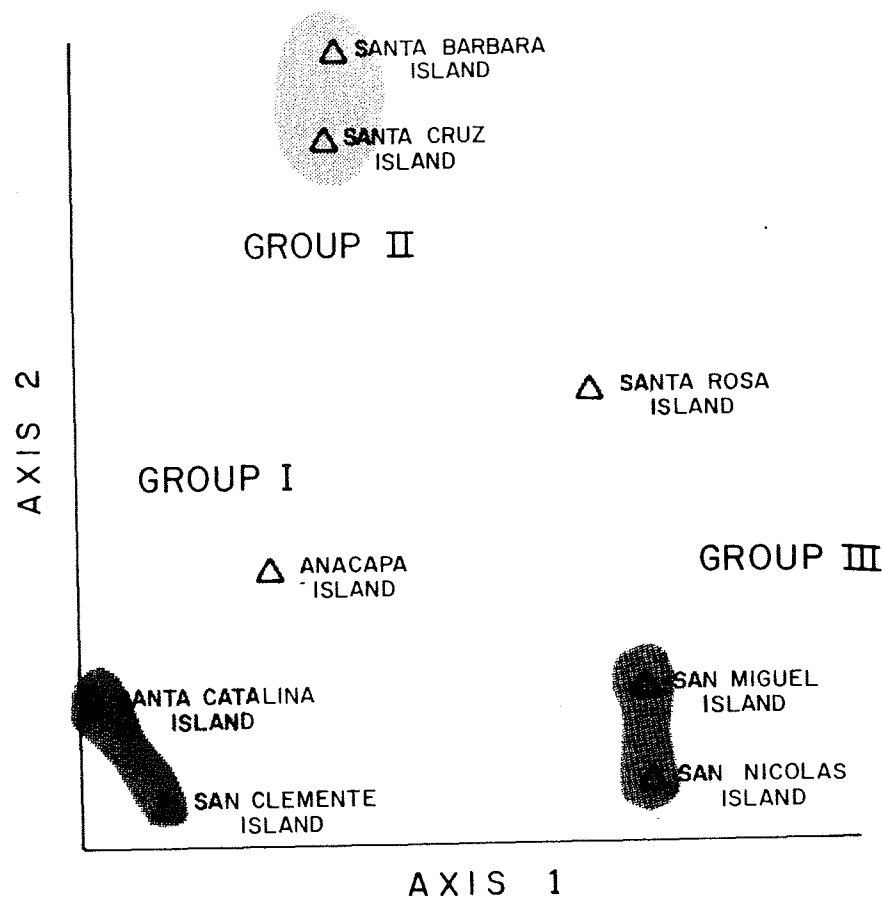 SANTA BARBARA
ISLAND
SANTA CRUZ
ISLAND
GROUP II
SANTA ROSA
ISLAND
AXIS 2
GROUP I
GROUP III
ANACAPA
ISLAND
SANTA CATALINA
ISLAND
SAN MIGUEL
ISLAND
SAN NICOLAS
ISLAND
SAN CLEMENTE
ISLAND
AXIS 1